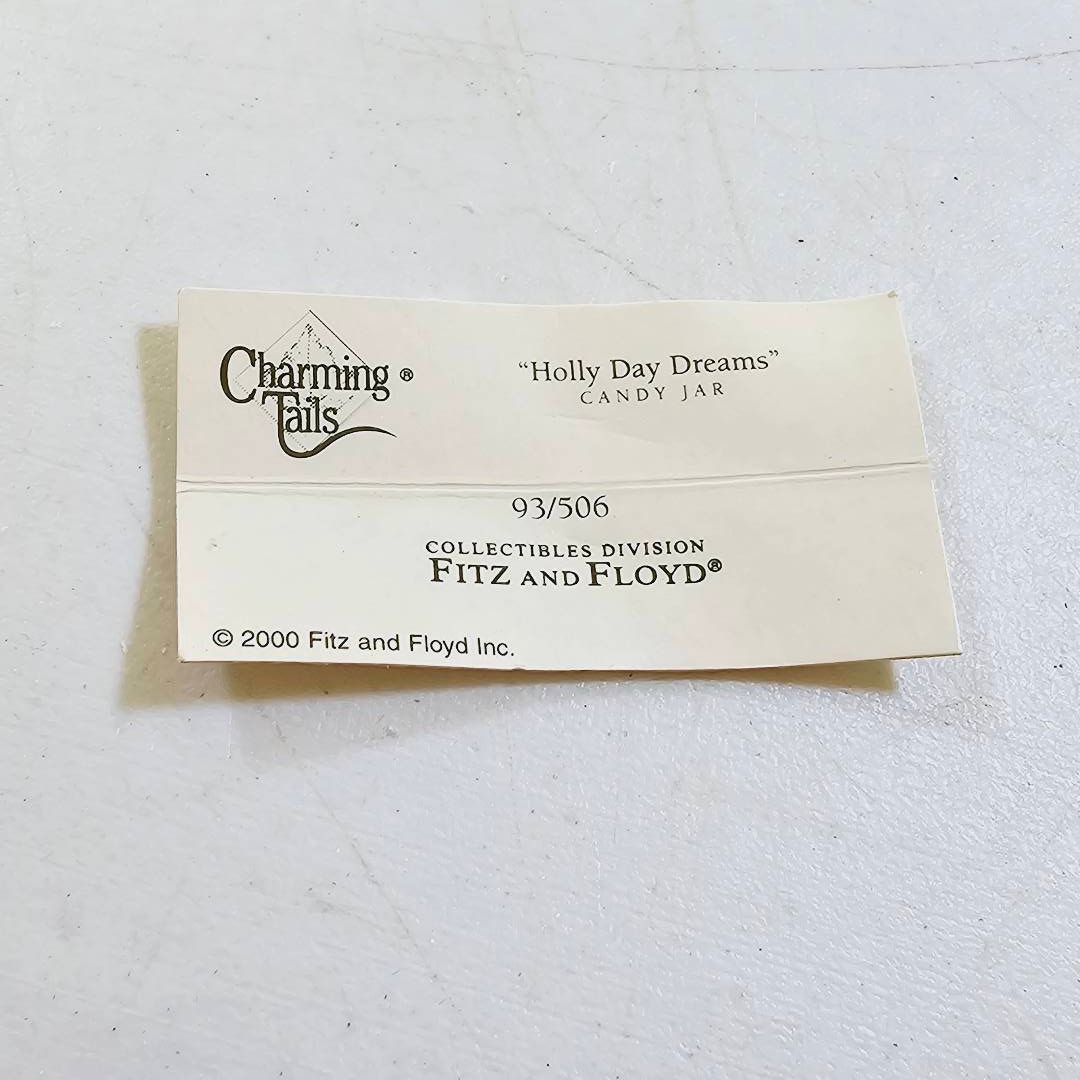 Charming ®
Tails
“Holly Day Dreams”
CANDY JAR
93/506
COLLECTIBLES DIVISION
FITZ AND FLOYD®
© 2000 Fitz and Floyd Inc.